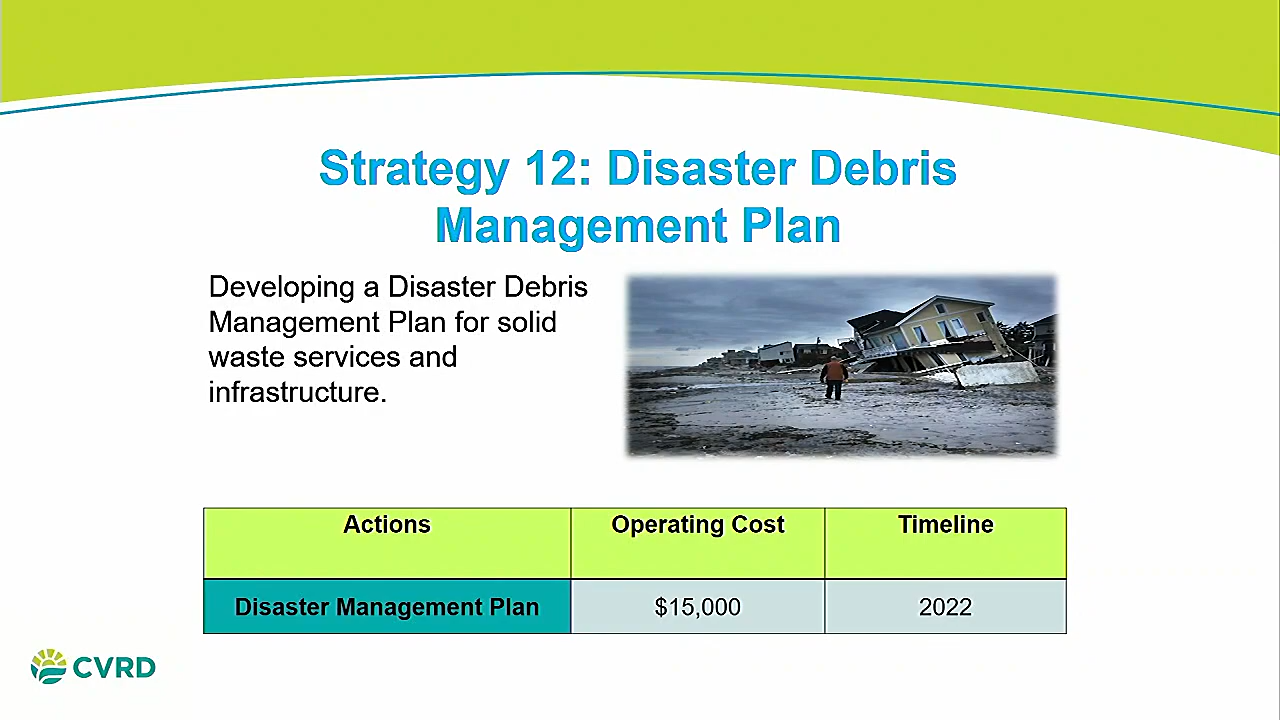 Strategy 12: Disaster Debris
Management Plan
Developing a Disaster Debris
Management Plan for solid
waste services and
infrastructure.
Actions Operating Cost Timeline
Disaster Management Plan $15,000 2022
CVRD